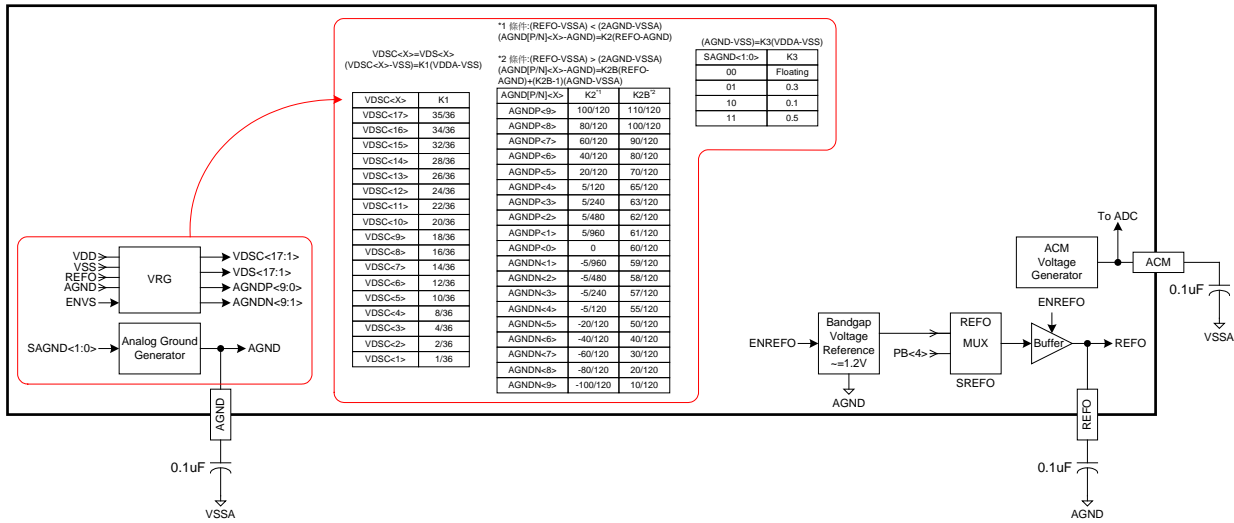 *1 條件:(REFO-VSSA) < (2AGND-VSSA)
(AGND[P/N]<X>-AGND)=K2(REFO-AGND)
*2 條件:(REFO-VSSA) > (2AGND-VSSA)
(AGND[P/N]<X>-AGND)=K2B(REFO-
AGND)+(K2B-1)(AGND-VSSA)
VDSC<X>=VDS<X>
(VDSC<X>-VSS)=K1(VDDA-VSS)
VDSC<X> K1
VDSC<17> 35/36
VDSC<16> 34/36
VDSC<15> 32/36
VDSC<14> 28/36
VDSC<13> 26/36
VDSC<12> 24/36
VDSC<11> 22/36
VDSC<10> 20/36
VDSC<9> 18/36
VDSC<8> 16/36
VDSC<7> 14/36
VDSC<6> 12/36
VDSC<5> 10/36
VDSC<4> 8/36
VDSC<3> 4/36
VDSC<2> 2/36
VDSC<1> 1/36
AGND[P/N]<X> K2*1 K2B*2
AGNDP<9> 100/120 110/120
AGNDP<8> 80/120 100/120
AGNDP<7> 60/120 90/120
AGNDP<6> 40/120 80/120
AGNDP<5> 20/120 70/120
AGNDP<4> 5/120 65/120
AGNDP<3> 5/240 63/120
AGNDP<2> 5/480 62/120
AGNDP<1> 5/960 61/120
AGNDP<0> 0 60/120
AGNDN<1> -5/960 59/120
AGNDN<2> -5/480 58/120
AGNDN<3> -5/240 57/120
AGNDN<4> -5/120 55/120
AGNDN<5> -20/120 50/120
AGNDN<6> -40/120 40/120
AGNDN<7> -60/120 30/120
AGNDN<8> -80/120 20/120
AGNDN<9> -100/120 10/120
(AGND-VSS)=K3(VDDA-VSS)
SAGND<1:0> K3
00 Floating
01 0.3
10 0.1
11 0.5
VDD
VSS
REFO
AGND
ENVS
VRG
VDSC<17:1>
VDS<17:1>
AGNDP<9:0>
AGNDN<9:1>
SAGND<1:0>
Analog Ground
Generator
AGND
AGND
0.1uF
VSSA
To ADC
ACM
Voltage
Generator
ACM
0.1uF
VSSA
ENREFO
ENREFO
Bandgap
Voltage
Reference
~=1.2V
AGND
PB<4>
REFO
MUX
SREFO
Buffer
REFO
REFO
0.1uF
AGND